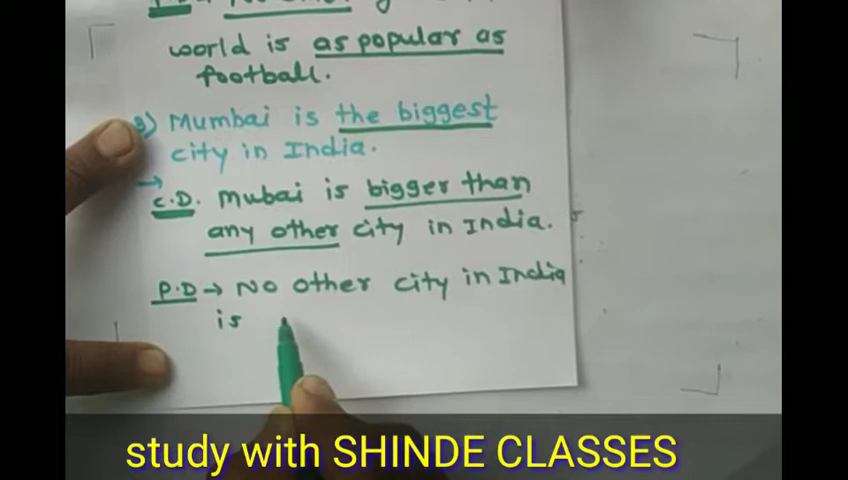 world is as popular as
football.
3) Mumbai is the biggest
city in India.
→
C.D. Mubai is bigger than
any other city in India.
P.D → No other city in India
is
study with SHINDE CLASSES